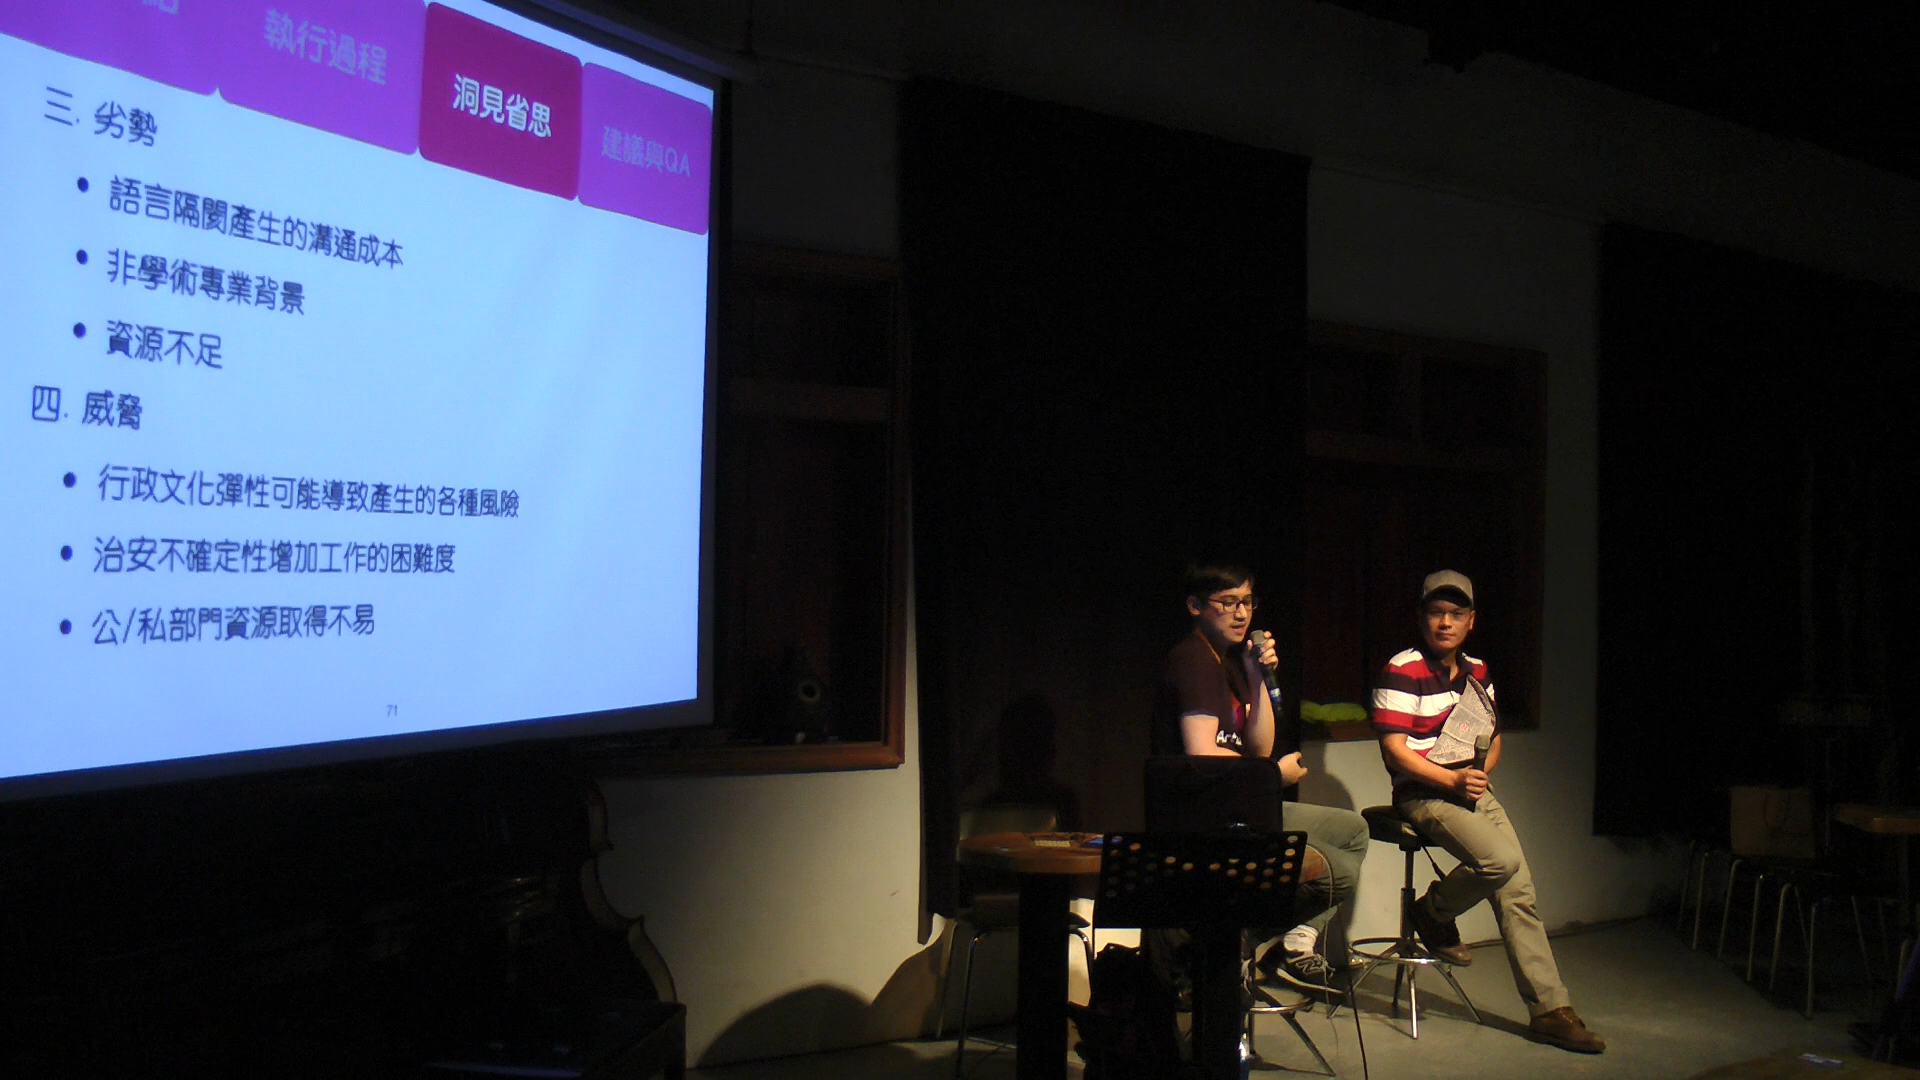 執行過程
洞見省思
建議與QA
三. 劣勢
• 語言隔閡產生的溝通成本
• 非學術專業背景
• 資源不足
四. 威脅
• 行政文化彈性可能導致產生的各種風險
• 治安不確定性增加工作的困難度
• 公/私部門資源取得不易
71